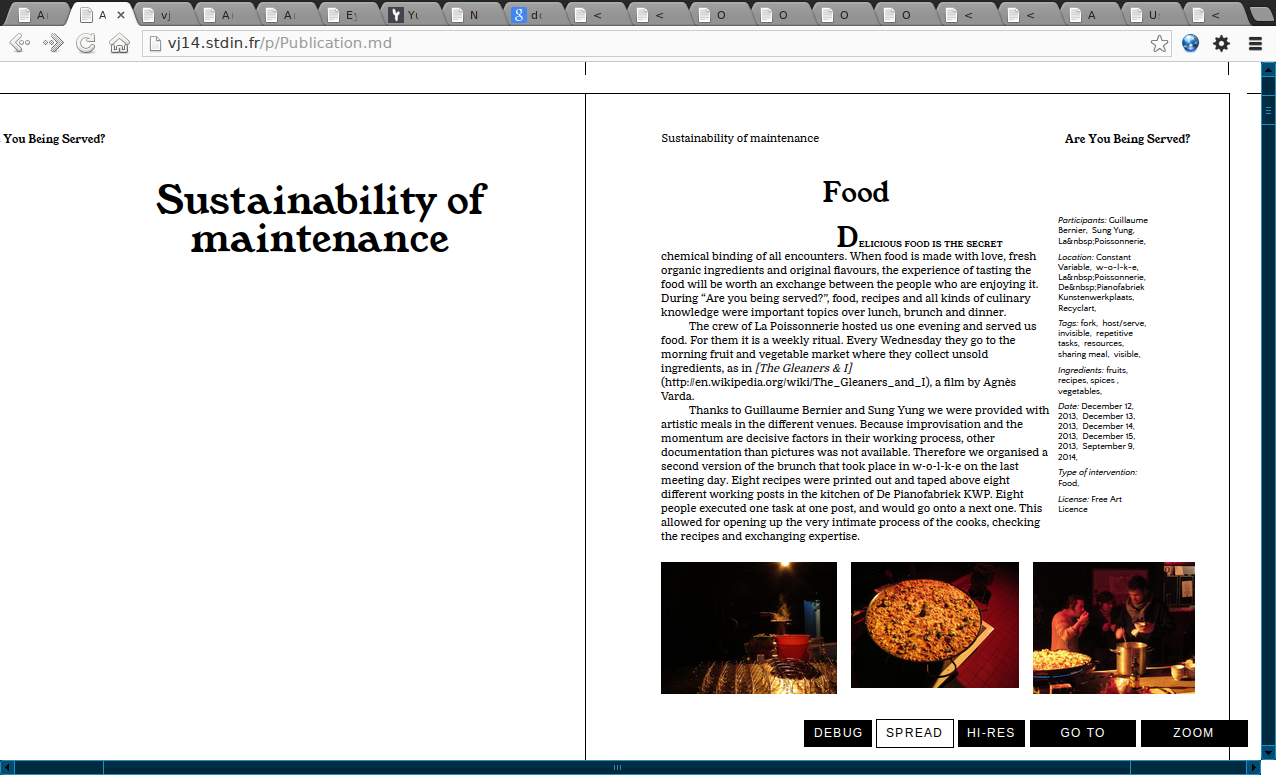 A
A
vj
A
A
Ey
Yu
N
do
<
<
O
O
O
O
<
<
A
U
<
vj14.stdin.fr/p/Publication.md
You Being Served?
Sustainability of
maintenance
Sustainability of maintenance
Are You Being Served?
Food
DELICIOUS FOOD IS THE SECRET
chemical binding of all encounters. When food is made with love, fresh
organic ingredients and original flavours, the experience of tasting the
food will be worth an exchange between the people who are enjoying it.
During “Are you being served?”, food, recipes and all kinds of culinary
knowledge were important topics over lunch, brunch and dinner.
The crew of La Poissonnerie hosted us one evening and served us
food. For them it is a weekly ritual. Every Wednesday they go to the
morning fruit and vegetable market where they collect unsold
ingredients, as in [The Gleaners & I]
(http://en.wikipedia.org/wiki/The_Gleaners_and_I), a film by Agnès
Varda.
Thanks to Guillaume Bernier and Sung Yung we were provided with
artistic meals in the different venues. Because improvisation and the
momentum are decisive factors in their working process, other
documentation than pictures was not available. Therefore we organised a
second version of the brunch that took place in w-o-l-k-e on the last
meeting day. Eight recipes were printed out and taped above eight
different working posts in the kitchen of De Pianofabriek KWP. Eight
people executed one task at one post, and would go onto a next one. This
allowed for opening up the very intimate process of the cooks, checking
the recipes and exchanging expertise.
Participants: Guillaume
Bernier, Sung Yung,
La&nbsp;Poissonnerie,
Location: Constant
Variable, w-o-l-k-e,
La&nbsp;Poissonnerie,
De&nbsp;Pianofabriek
Kunstenwerkplaats,
Recyclart,
Tags: fork, host/serve,
invisible, repetitive
tasks, resources,
sharing meal, visible,
Ingredients: fruits,
recipes, spices ,
vegetables,
Date: December 12,
2013, December 13,
2013, December 14,
2013, December 15,
2013, September 9,
2014,
Type of intervention:
Food,
License: Free Art
Licence
DEBUG
SPREAD
HI-RES
GO TO
ZOOM